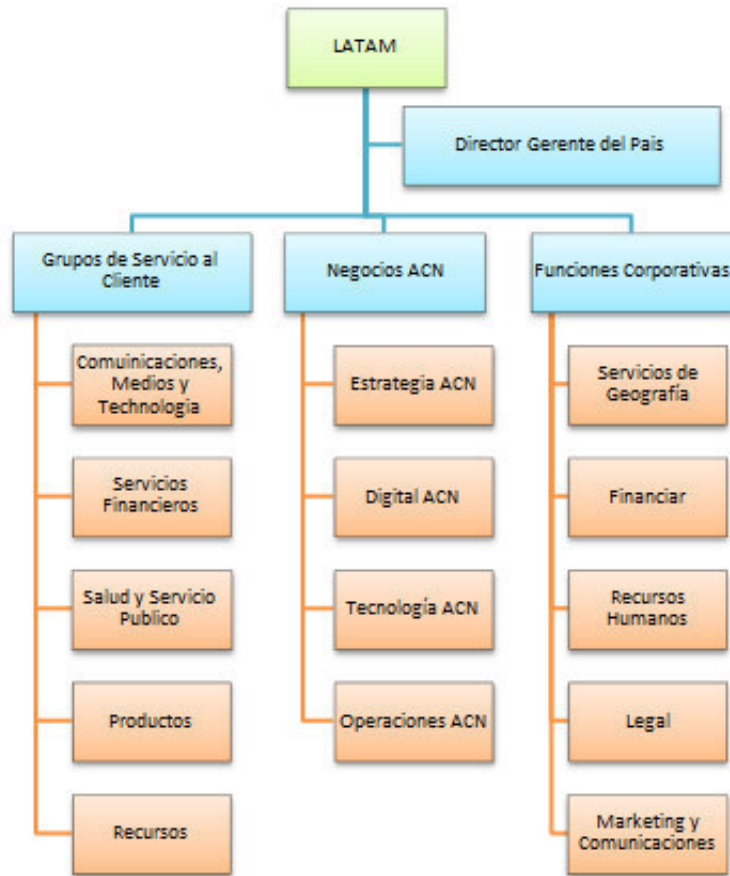 LATAM
Director Gerente del Pais
Grupos de Servicio al
Cliente
Negocios ACN
Funciones Corporativas
Comuinicaciones,
Medios y
Technologia
Servicios
Financieros
Salud y Servicio
Publico
Productos
Recursos
Estrategia ACN
Digital ACN
Tecnología ACN
Operaciones ACN
Servicios de
Geografía
Financiar
Recursos
Humanos
Legal
Marketing y
Comunicaciones